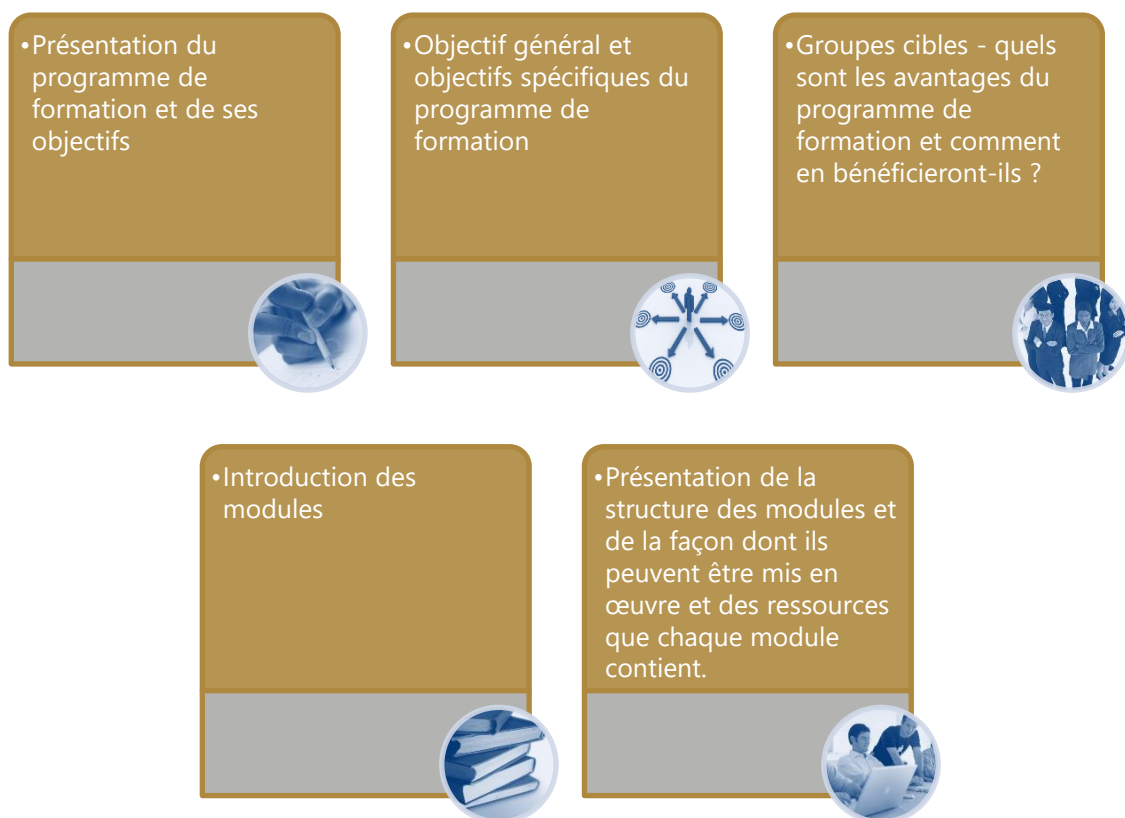 •Présentation du
programme de
formation et de ses
objectifs
•Objectif général et
objectifs spécifiques du
programme de
formation
•Groupes cibles - quels
sont les avantages du
programme de
formation et comment
en bénéficieront-ils ?
•Introduction des
modules
•Présentation de la
structure des modules et
de la façon dont ils
peuvent être mis en
œuvre et des ressources
que chaque module
contient.